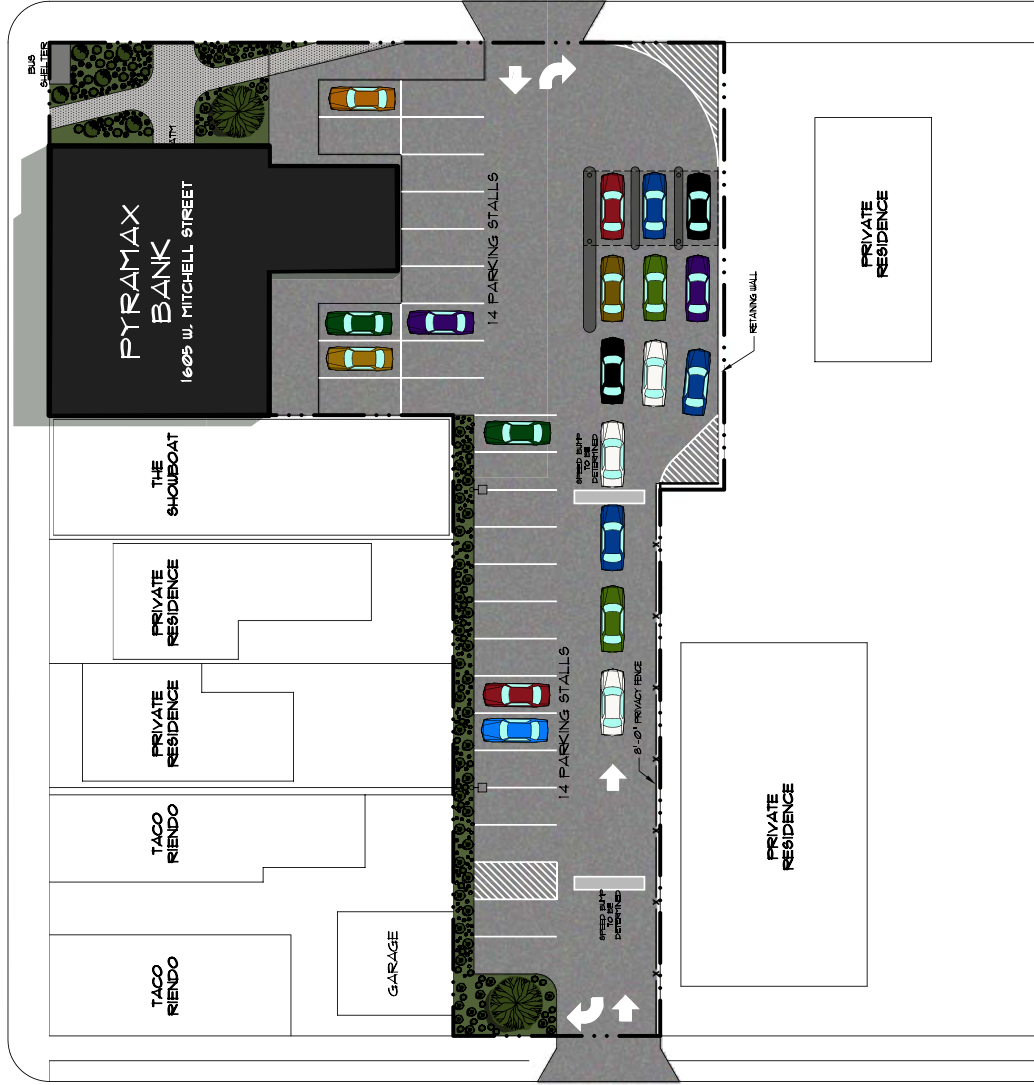 BUS
SHELTER
ATM
PYRAMAX
BANK
1605 W. MITCHELL STREET
14 PARKING STALLS
PRIVATE
RESIDENCE
RETAINING WALL
THE
SHOWBOAT
SPEED BUMP
TO BE
DETERMINED
PRIVATE
RESIDENCE
PRIVATE
RESIDENCE
14 PARKING STALLS
8'-0" PRIVACY FENCE
PRIVATE
RESIDENCE
TACO
RIENDO
SPEED BUMP
TO BE
DETERMINED
TACO
RIENDO
GARAGE